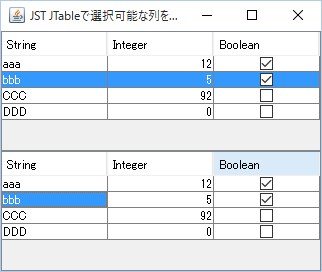 JST JTableで選択可能な列を...
String Integer Boolean
aaa 12
bbb 5
CCC 92
DDD 0
String Integer Boolean
aaa 12
bbb 5
CCC 92
DDD 0